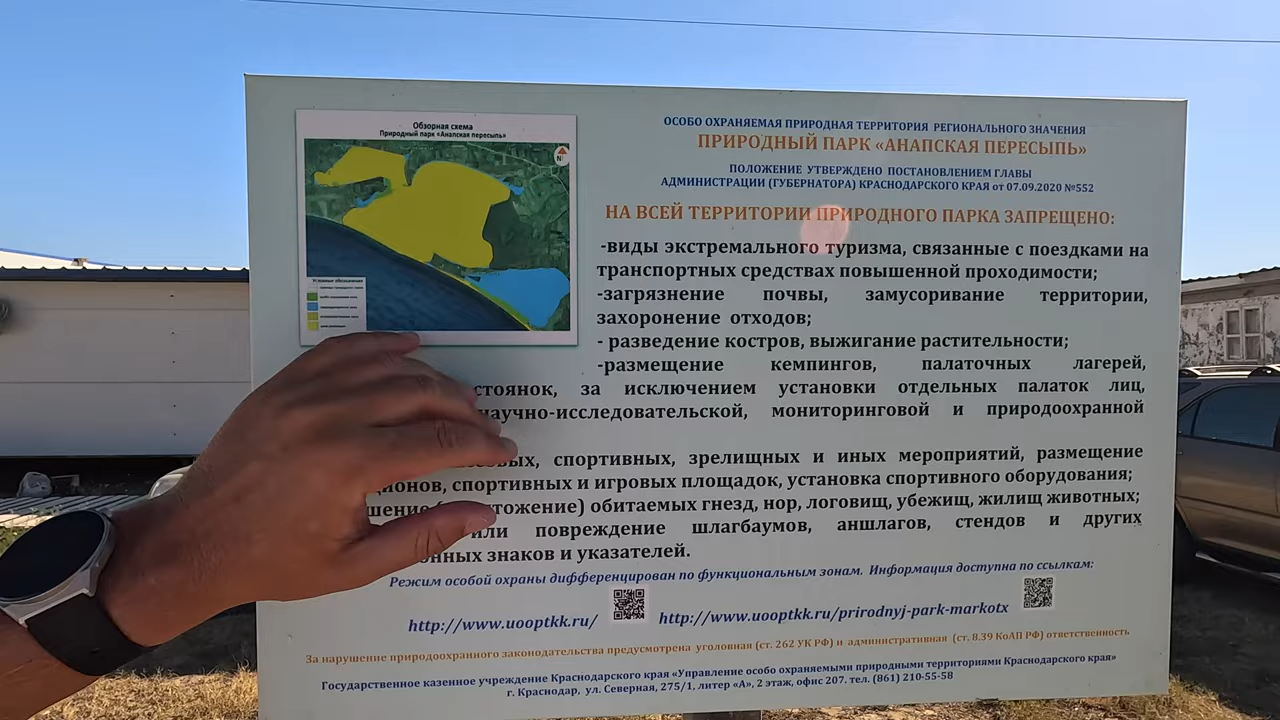 Обзорная схема
Природный парк «Анапская пересыпь»
N
Условные обозначения
ОСОБО ОХРАНЯЕМАЯ ПРИРОДНАЯ ТЕРРИТОРИЯ РЕГИОНАЛЬНОГО ЗНАЧЕНИЯ
ПРИРОДНЫЙ ПАРК «АНАПСКАЯ ПЕРЕСЫПЬ»
ПОЛОЖЕНИЕ УТВЕРЖДЕНО ПОСТАНОВЛЕНИЕМ ГЛАВЫ
АДМИНИСТРАЦИИ (ГУБЕРНАТОРА) КРАСНОДАРСКОГО КРАЯ от 07.09.2020 №552
НА ВСЕЙ ТЕРРИТОРИИ ПРИРОДНОГО ПАРКА ЗАПРЕЩЕНО:
-виды экстремального туризма, связанные с поездками на
транспортных средствах повышенной проходимости;
-загрязнение почвы, замусоривание территории,
захоронение отходов;
- разведение костров, выжигание растительности;
-размещение кемпингов, палаточных лагерей,
стоянок, за исключением установки отдельных палаток лиц,
научно-исследовательской, мониторинговой и природоохранной
спортивных, зрелищных и иных мероприятий, размещение
ционов, спортивных и игровых площадок, установка спортивного оборудования;
обитаемых гнезд, нор, логовищ, убежищ, жилищ животных;
или повреждение шлагбаумов, аншлагов, стендов и других
онных знаков и указателей.
Режим особой охраны дифференцирован по функциональным зонам. Информация доступна по ссылкам:
http://www.uooptkk.ru/ http://www.uooptkk.ru/prirodnyj-park-markotx
За нарушение природоохранного законодательства предусмотрена уголовная (ст. 262 УК РФ) и административная (ст. 8.39 КоАП РФ) ответственность
Государственное казенное учреждение Краснодарского края «Управление особо охраняемыми природными территориями Краснодарского края»
г. Краснодар, ул. Северная, 275/1, литер «А», 2 этаж, офис 207. тел. (861) 210-55-58